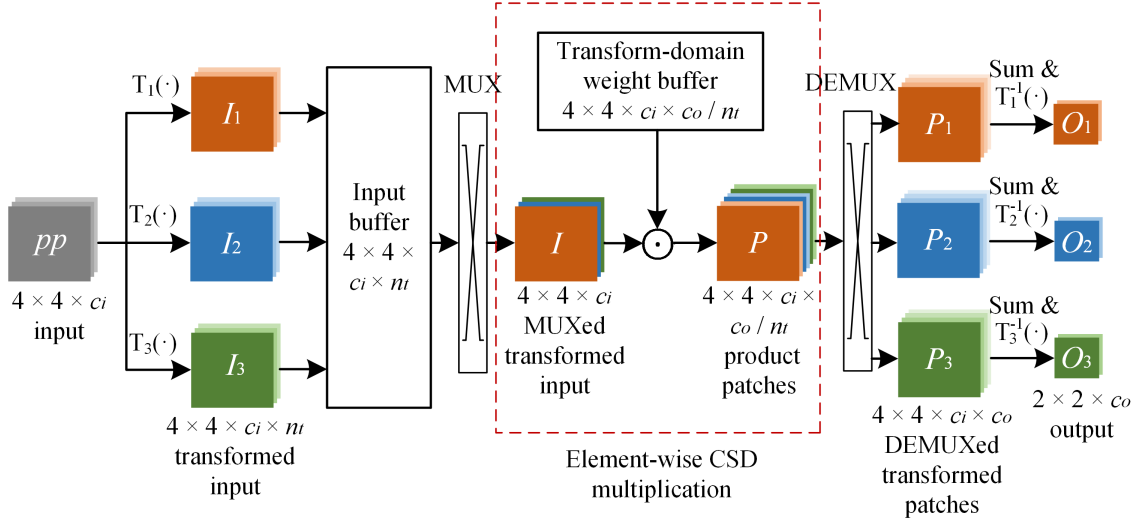 pp
4 × 4 × ci
input
T1(·)
T2(·)
T3(·)
I1
I2
I3
4 × 4 × ci × nt
transformed
input
Input
buffer
4 × 4 ×
ci × nt
MUX
Transform-domain
weight buffer
4 × 4 × ci × co / nt
I
4 × 4 × ci
MUXed
transformed
input
P
4 × 4 × ci ×
co / nt
product
patches
Element-wise CSD
multiplication
DEMUX
P1
P2
P3
4 × 4 × ci × co
DEMUXed
transformed
patches
Sum &
T1-1(·)
Sum &
T2-1(·)
Sum &
T3-1(·)
O1
O2
O3
2 × 2 × co
output